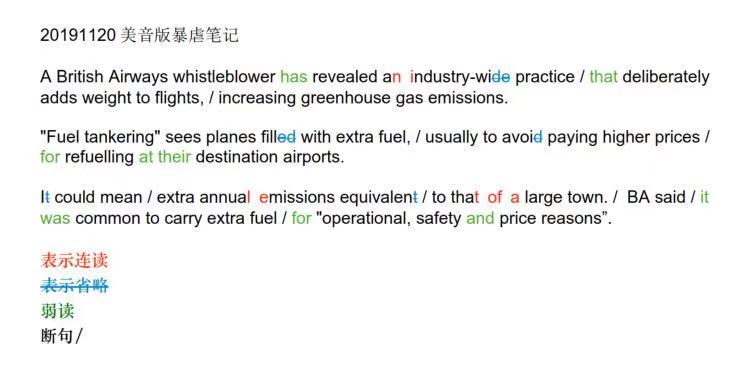 20191120 美音版暴虐笔记
A British Airways whistleblower has revealed an industry-wide practice / that deliberately
adds weight to flights, / increasing greenhouse gas emissions.
"Fuel tankering" sees planes filled with extra fuel, / usually to avoid paying higher prices /
for refuelling at their destination airports.
It could mean / extra annual emissions equivalent / to that of a large town. / BA said / it
was common to carry extra fuel / for "operational, safety and price reasons”.
表示连读
表示省略
弱读
断句/